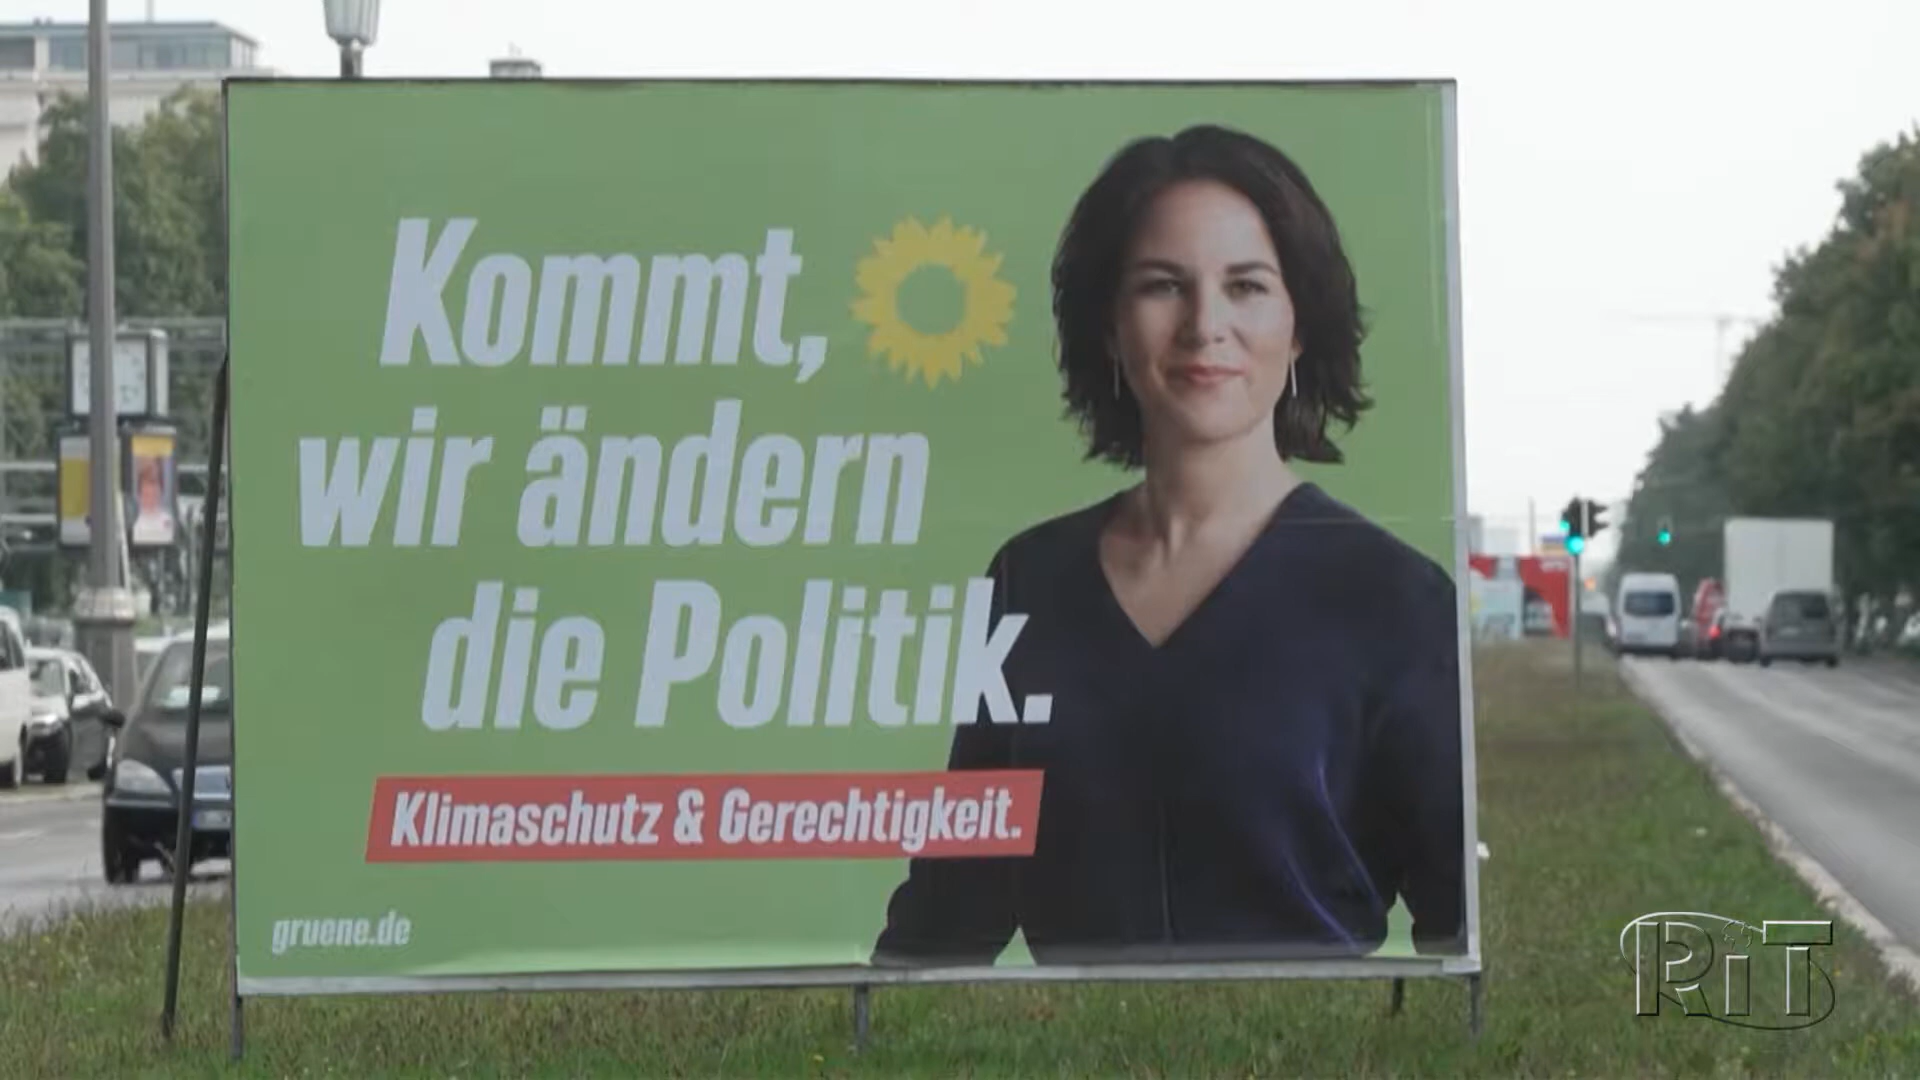 Kommt,
wir ändern
die Politik.
Klimaschutz & Gerechtigkeit.
gruene.de
RiT